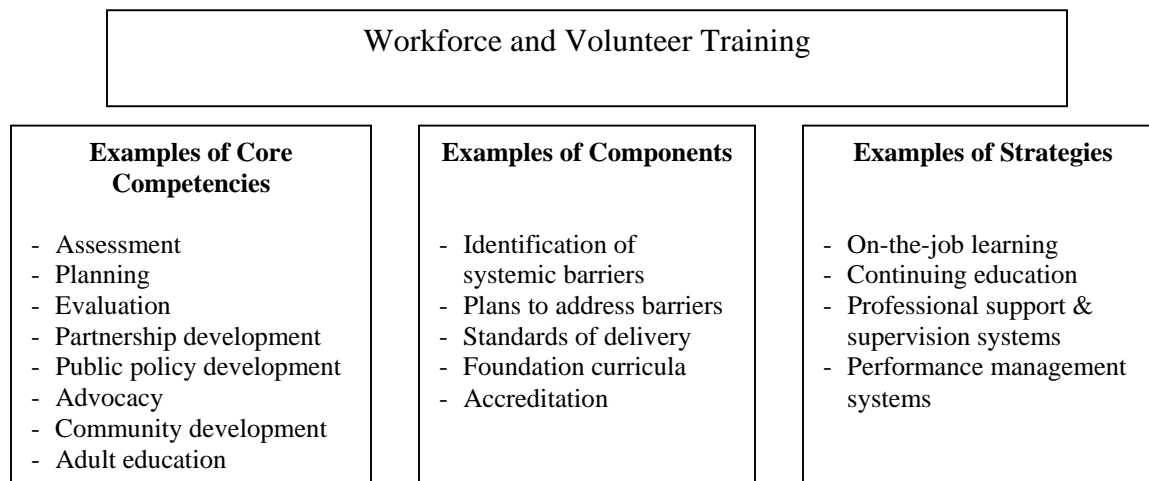 Workforce and Volunteer Training
Examples of Core
Competencies
- Assessment
- Planning
- Evaluation
- Partnership development
- Public policy development
- Advocacy
- Community development
- Adult education
Examples of Components
- Identification of
systemic barriers
- Plans to address barriers
- Standards of delivery
- Foundation curricula
- Accreditation
Examples of Strategies
- On-the-job learning
- Continuing education
- Professional support &
supervision systems
- Performance management
systems